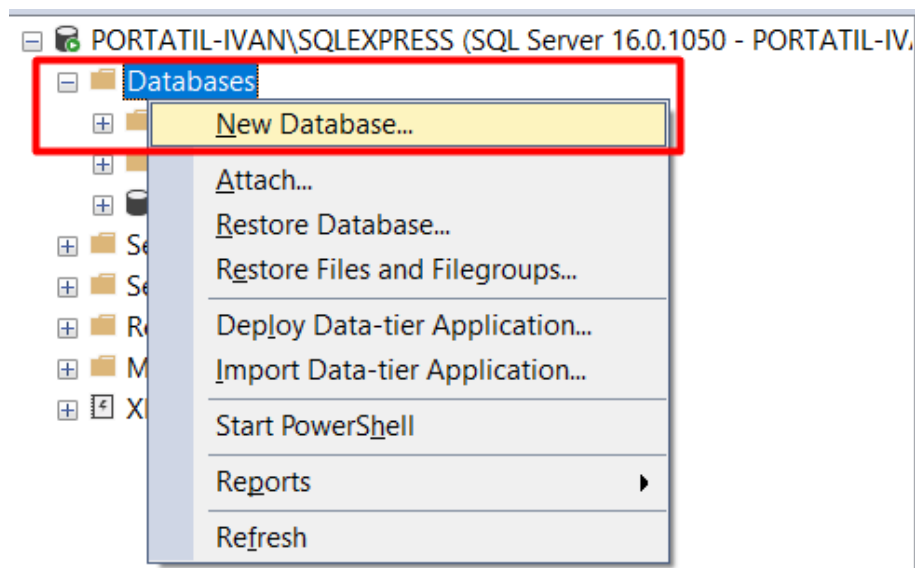 PORTATIL-IVAN\SQLEXPRESS (SQL Server 16.0.1050 - PORTATIL-IV
Databases
New Database...
Attach...
Restore Database...
Restore Files and Filegroups...
Deploy Data-tier Application...
Import Data-tier Application...
Start PowerShell
Reports
Refresh